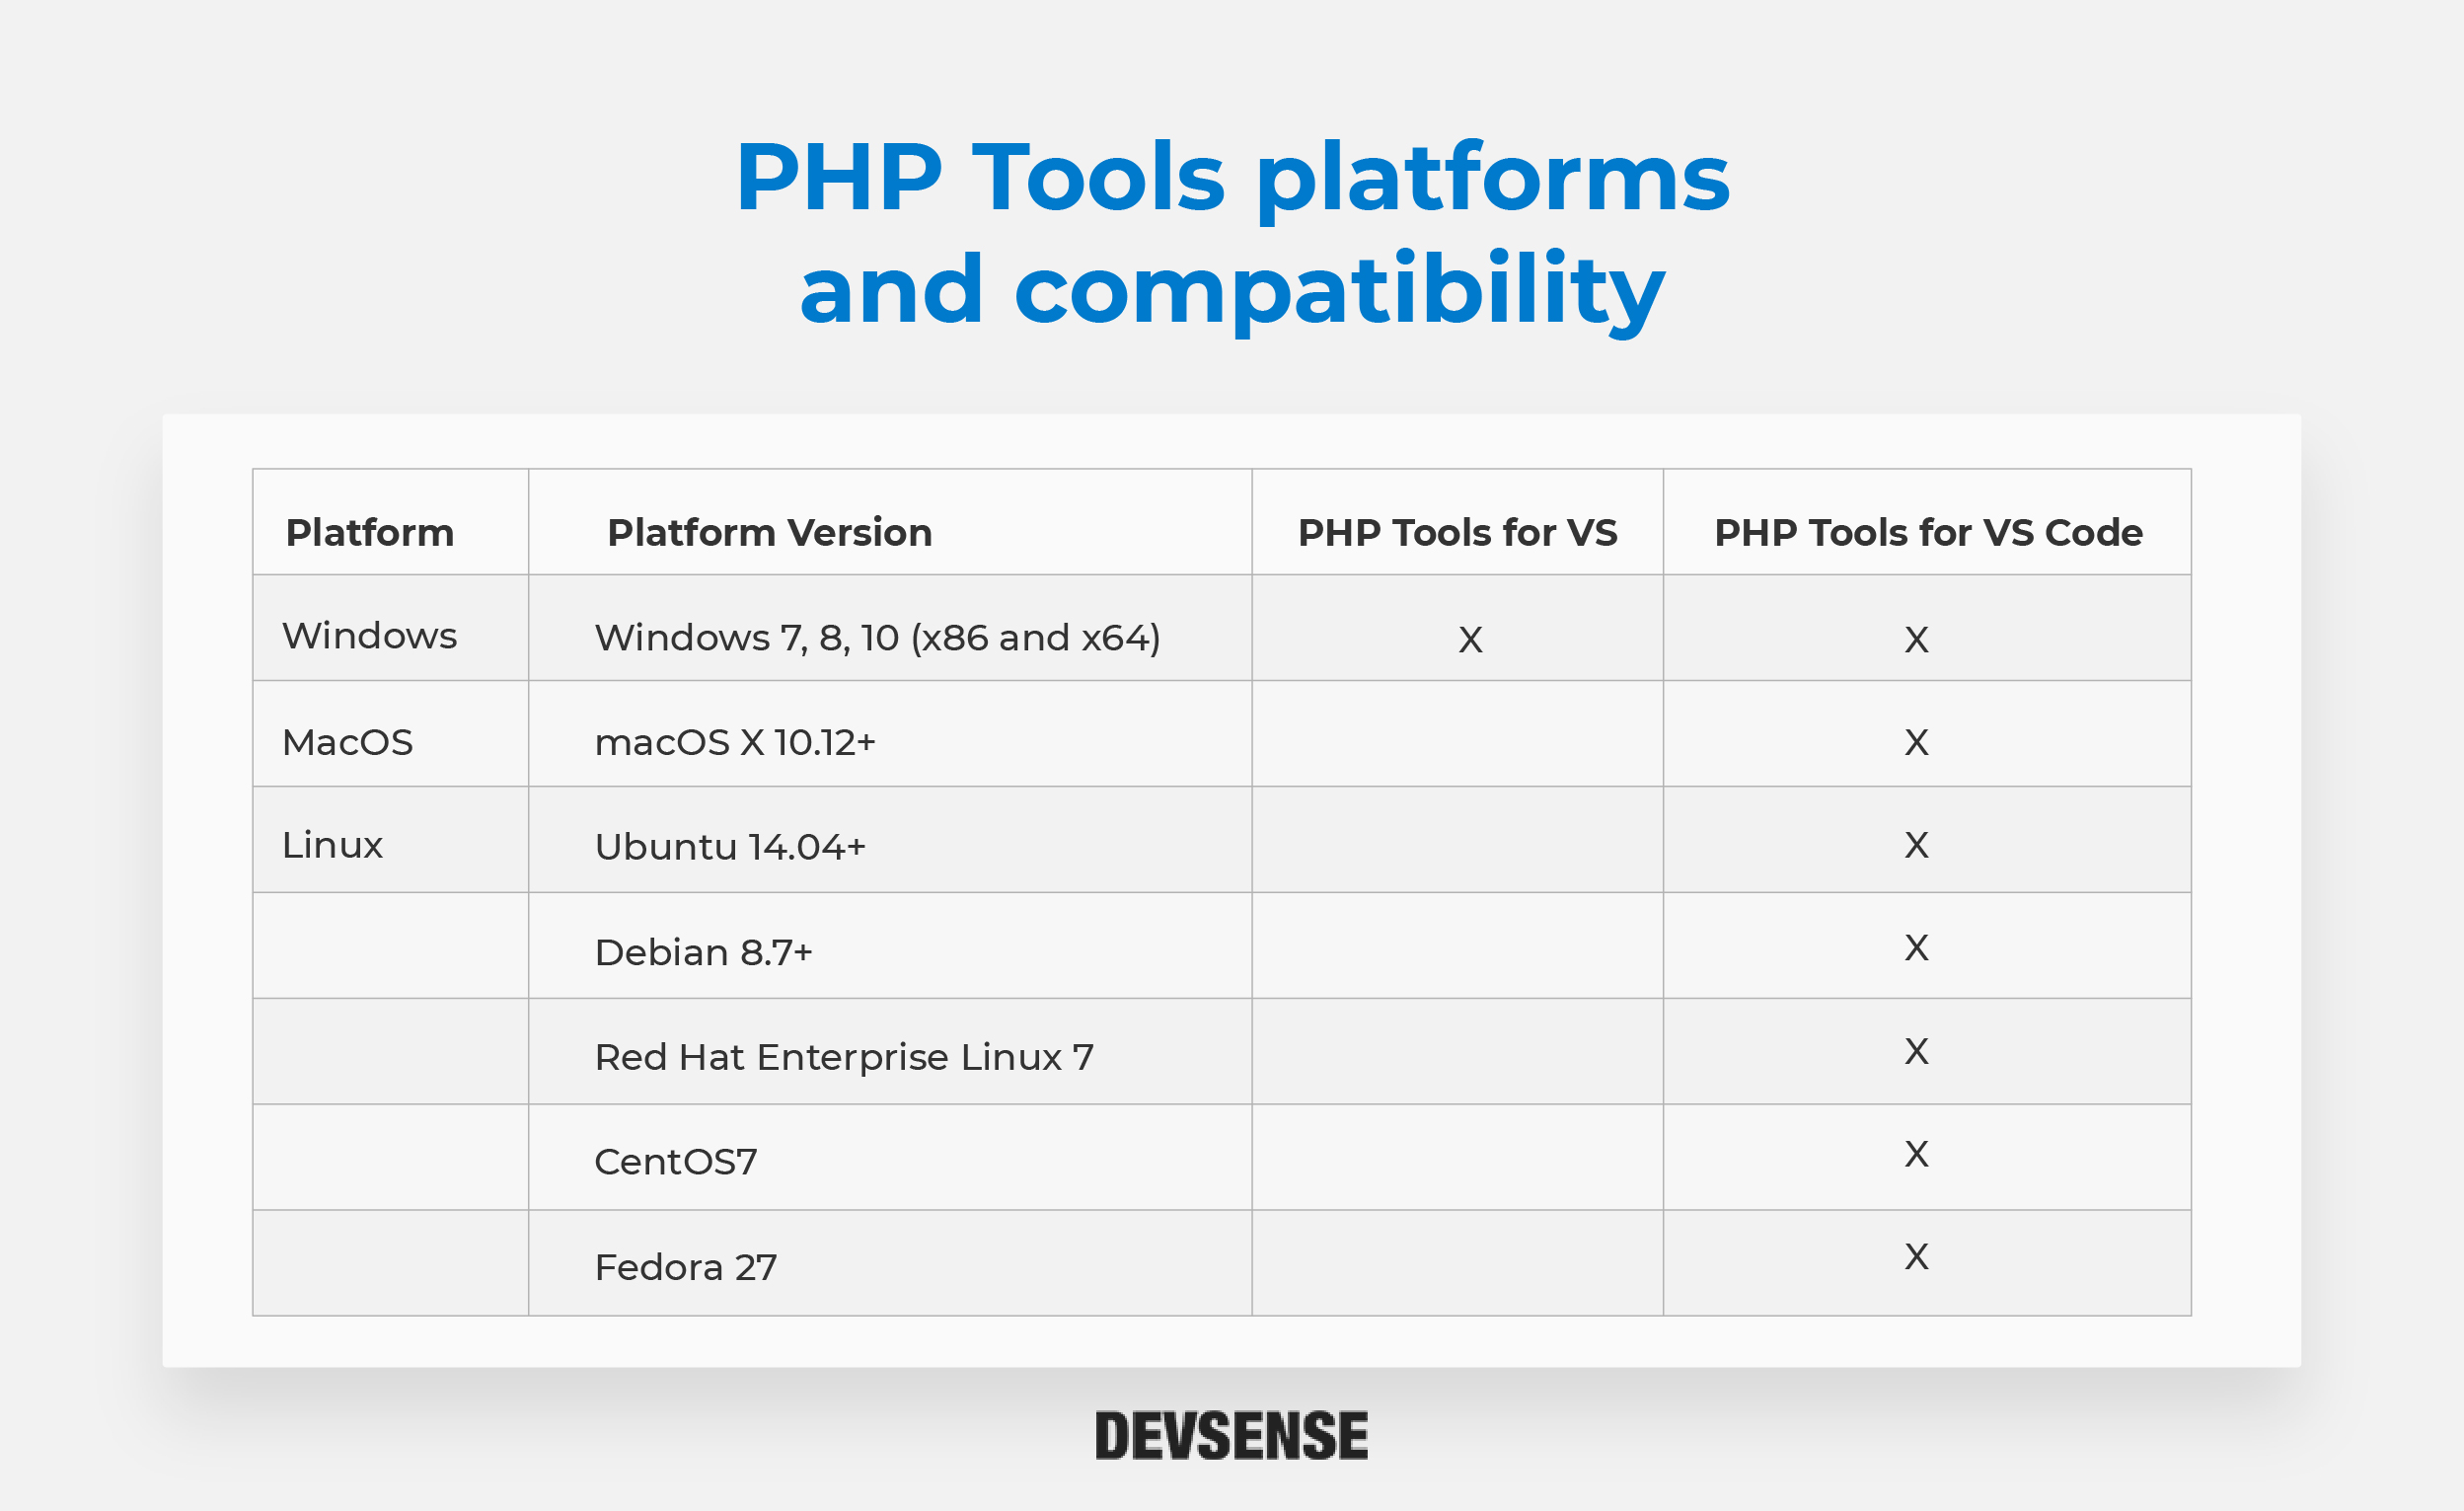 PHP Tools platforms
and compatibility
Platform Platform Version PHP Tools for VS PHP Tools for VS Code
Windows Windows 7, 8, 10 (x86 and x64) X X
MacOS macOS X 10.12+ X
Linux Ubuntu 14.04+ X
Debian 8.7+ X
Red Hat Enterprise Linux 7 X
CentOS7 X
Fedora 27 X
DEVSENSE